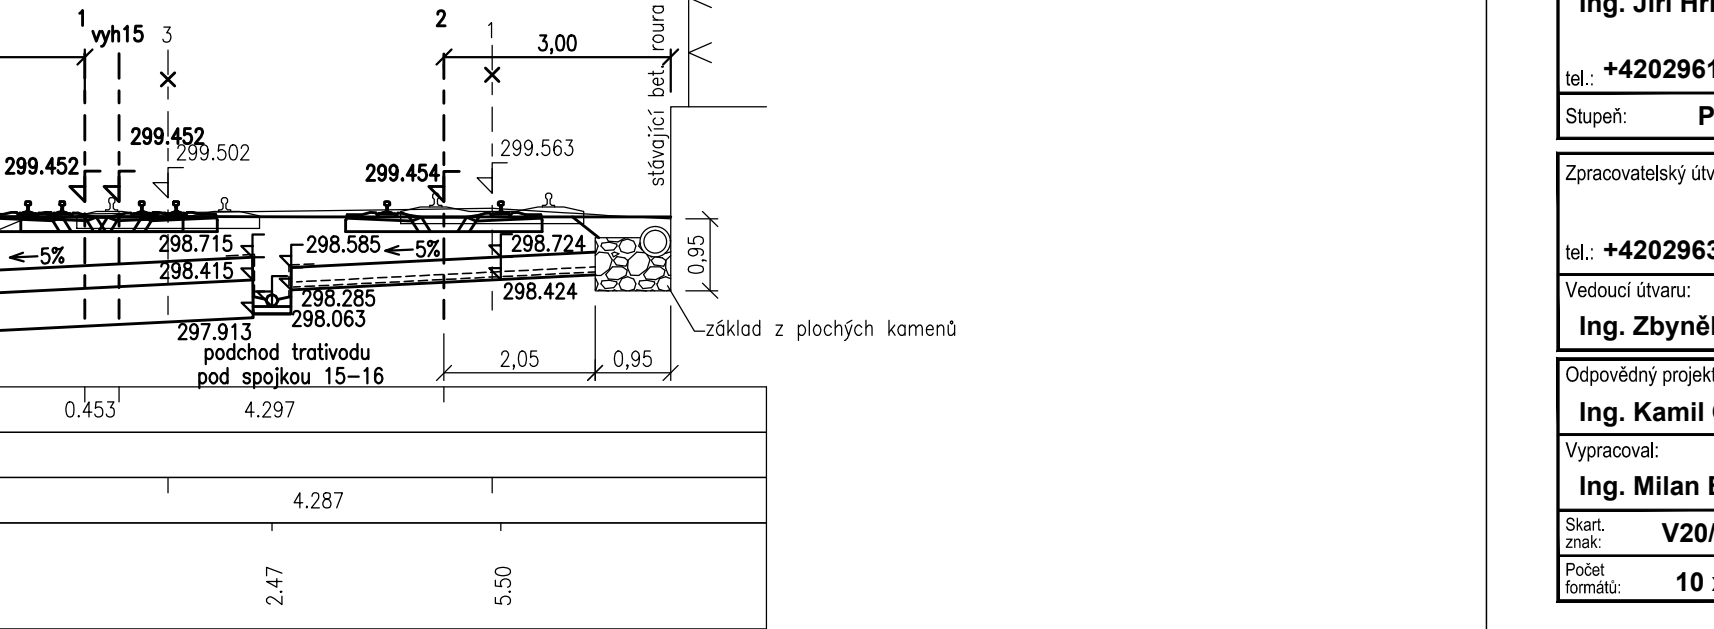 1
vyh15
3
2
1
3,00
stávající bet. roura
299.452
299.452
299.502
299.454
299.563
5%
298.715
298.415
297.913
298.585
5%
298.724
298.285
298.063
298.424
0,95
základ z plochých kamenů
podchod trativodu
pod spojkou 15-16
2,05
0,95
0.453
4.297
4.287
2.47
5.50
tel.: +4202961
Stupeň: P
Zpracovatelský útv
tel.: +4202963
Vedoucí útvaru:
Ing. Zbyněk
Odpovědný projekt
Ing. Kamil
Vypracoval:
Ing. Milan
Skart.
znak: V20/
Počet
formátů: 10